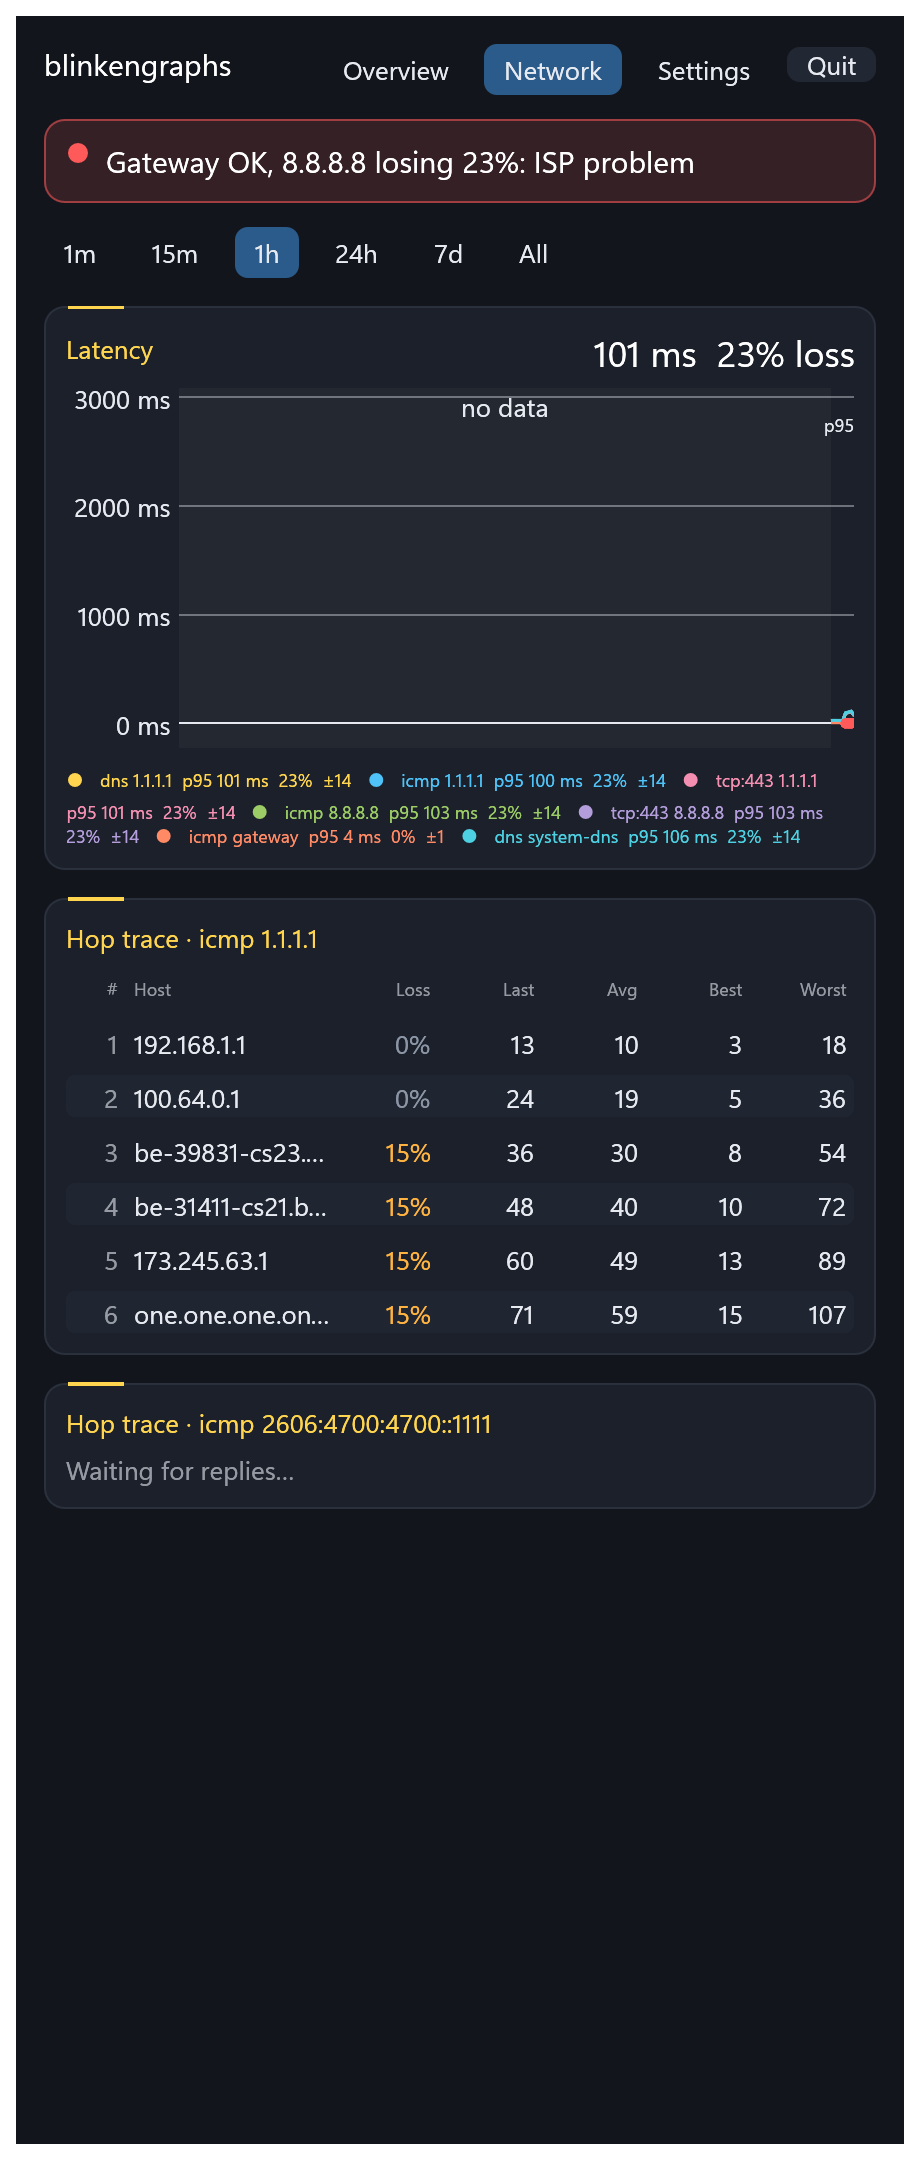 blinkengraphs Overview Network Settings Quit
Gateway OK, 8.8.8.8 losing 23%: ISP problem
1m 15m 1h 24h 7d All
Latency 101 ms 23% loss
3000 ms
no data
p95
2000 ms
1000 ms
0 ms
dns 1.1.1.1 p95 101 ms 23% ±14 icmp 1.1.1.1 p95 100 ms 23% ±14 tcp:443 1.1.1.1
p95 101 ms 23% ±14 icmp 8.8.8.8 p95 103 ms 23% ±14 tcp:443 8.8.8.8 p95 103 ms
23% ±14 icmp gateway p95 4 ms 0% ±1 dns system-dns p95 106 ms 23% ±14
Hop trace · icmp 1.1.1.1
# Host Loss Last Avg Best Worst
1 192.168.1.1 0% 13 10 3 18
2 100.64.0.1 0% 24 19 5 36
3 be-39831-cs23.... 15% 36 30 8 54
4 be-31411-cs21.b... 15% 48 40 10 72
5 173.245.63.1 15% 60 49 13 89
6 one.one.one.on... 15% 71 59 15 107
Hop trace · icmp 2606:4700:4700::1111
Waiting for replies...